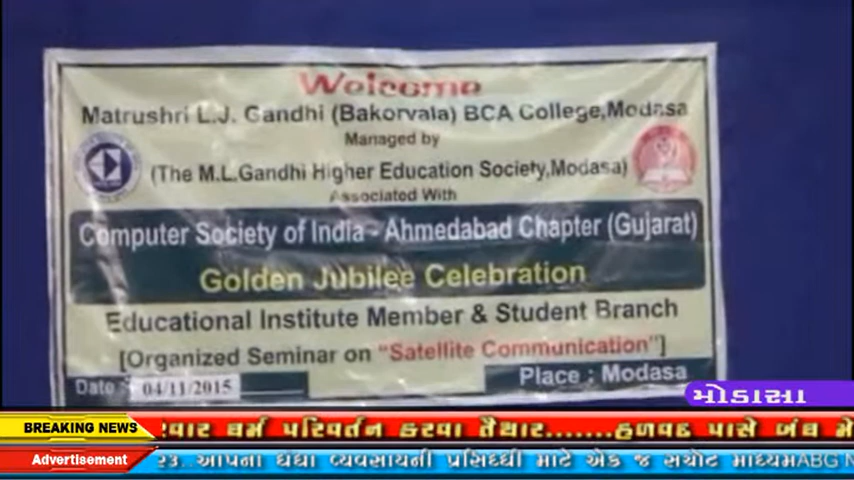 Welcome
Matrushri L.J. Gandhi (Bakorvala) BCA College,Modasa
Managed by
(The M.L.Gandhi Higher Education Society,Modasa)
Associated With
Computer Society of India - Ahmedabad Chapter (Gujarat)
Golden Jubilee Celebration
Educational Institute Member & Student Branch
[Organized Seminar on "Satellite Communication"]
Date : 04/11/2015
Place : Modasa
મોડાસા
BREAKING NEWS
ધર્મ પરિવર્તન કરવા તૈયાર.......હળવદ પાસે બંધ
Advertisement
૨૩..આપના ધંધા વ્યવસાયની પ્રસિધ્ધી માટે એક જ સચોટ માધ્યમABG